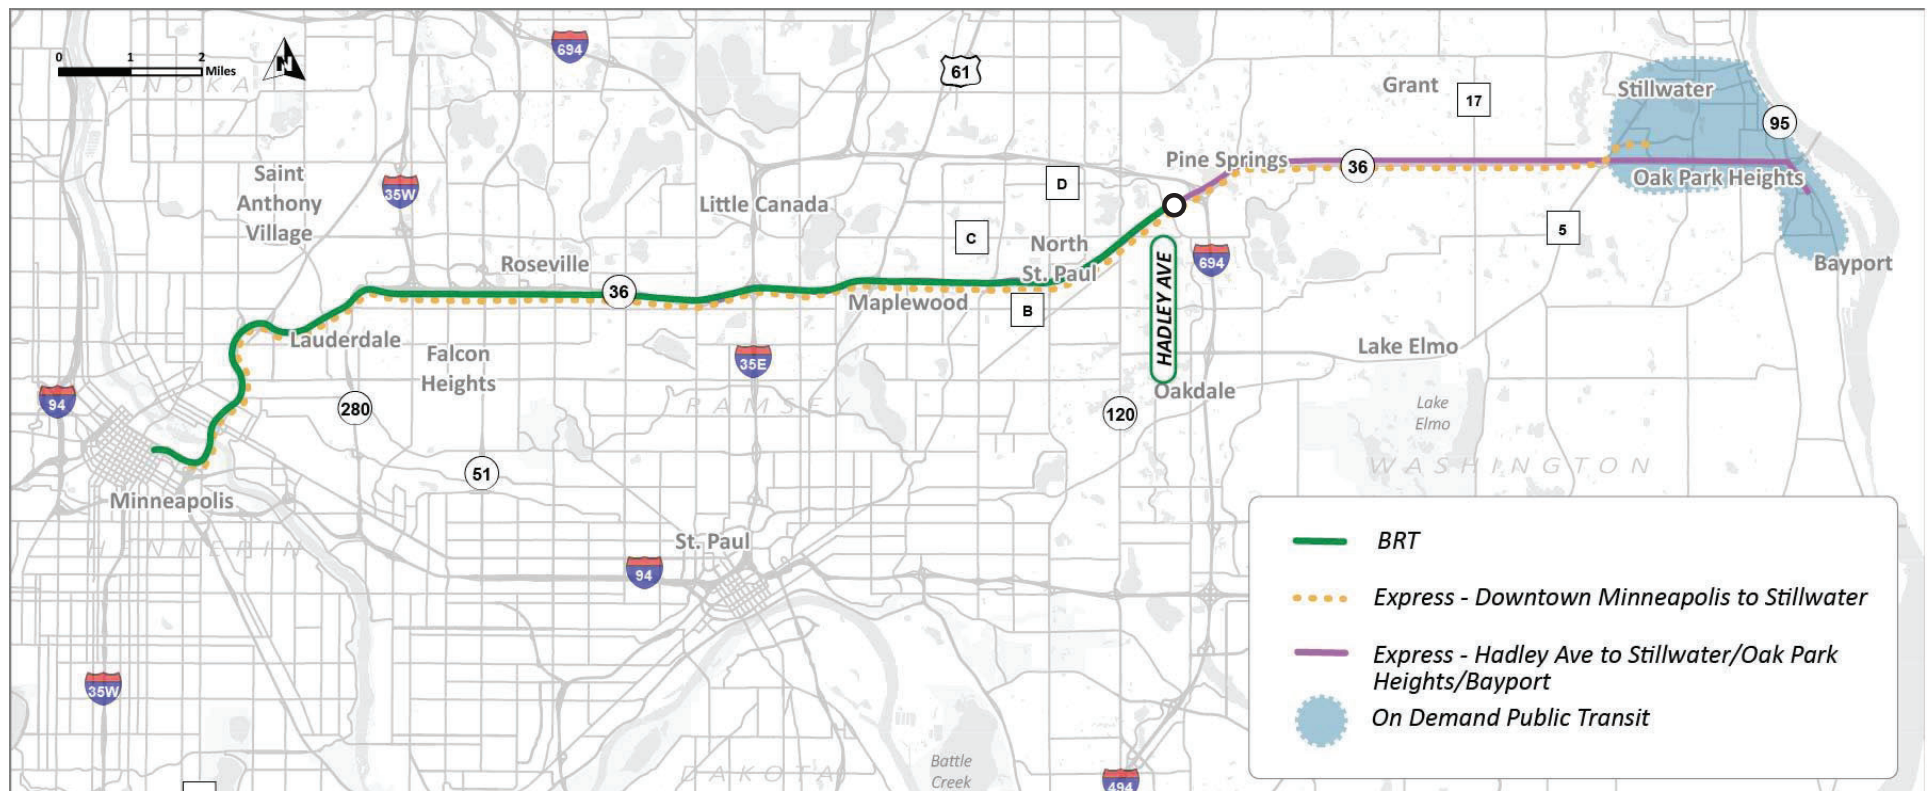 0 1 2
Miles
N
ANOKA
694
61
Grant
17
Stillwater
95
Saint
Anthony
Village
35W
Little Canada
D
Pine Springs
36
Oak Park Heights
C
North
St. Paul
5
Roseville
36
Maplewood
B
HADLEY AVE
694
Bayport
Lauderdale
Falcon
Heights
35E
Lake Elmo
94
280
RAMSEY
120
Oakdale
Lake
Elmo
51
WASHINGTON
Minneapolis
HENNEPIN
St. Paul
94
35W
DAKOTA
Battle
Creek
494
BRT
Express - Downtown Minneapolis to Stillwater
Express - Hadley Ave to Stillwater/Oak Park
Heights/Bayport
On Demand Public Transit